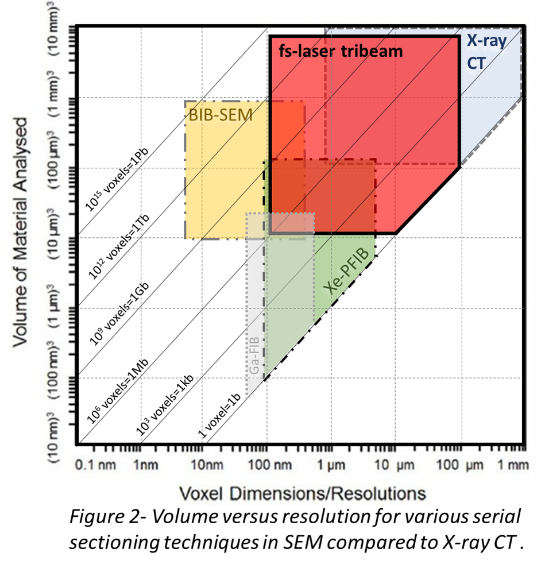 (10 mm)³
(1 mm)³
(100 µm)³
(10 µm)³
(1 µm)³
(100 nm)³
(10 nm)³
Volume of Material Analysed
fs-laser tribeam
X-ray
CT
BIB-SEM
Xe-PFIB
Ga-FIB
10¹⁵ voxels=1Pb
10¹² voxels=1Tb
10⁹ voxels=1Gb
10⁶ voxels=1Mb
10³ voxels=1kb
1 voxel=1b
0.1 nm 1nm 10nm 100 nm 1 µm 10 µm 100 µm 1 mm
Voxel Dimensions/Resolutions
Figure 2- Volume versus resolution for various serial
sectioning techniques in SEM compared to X-ray CT .